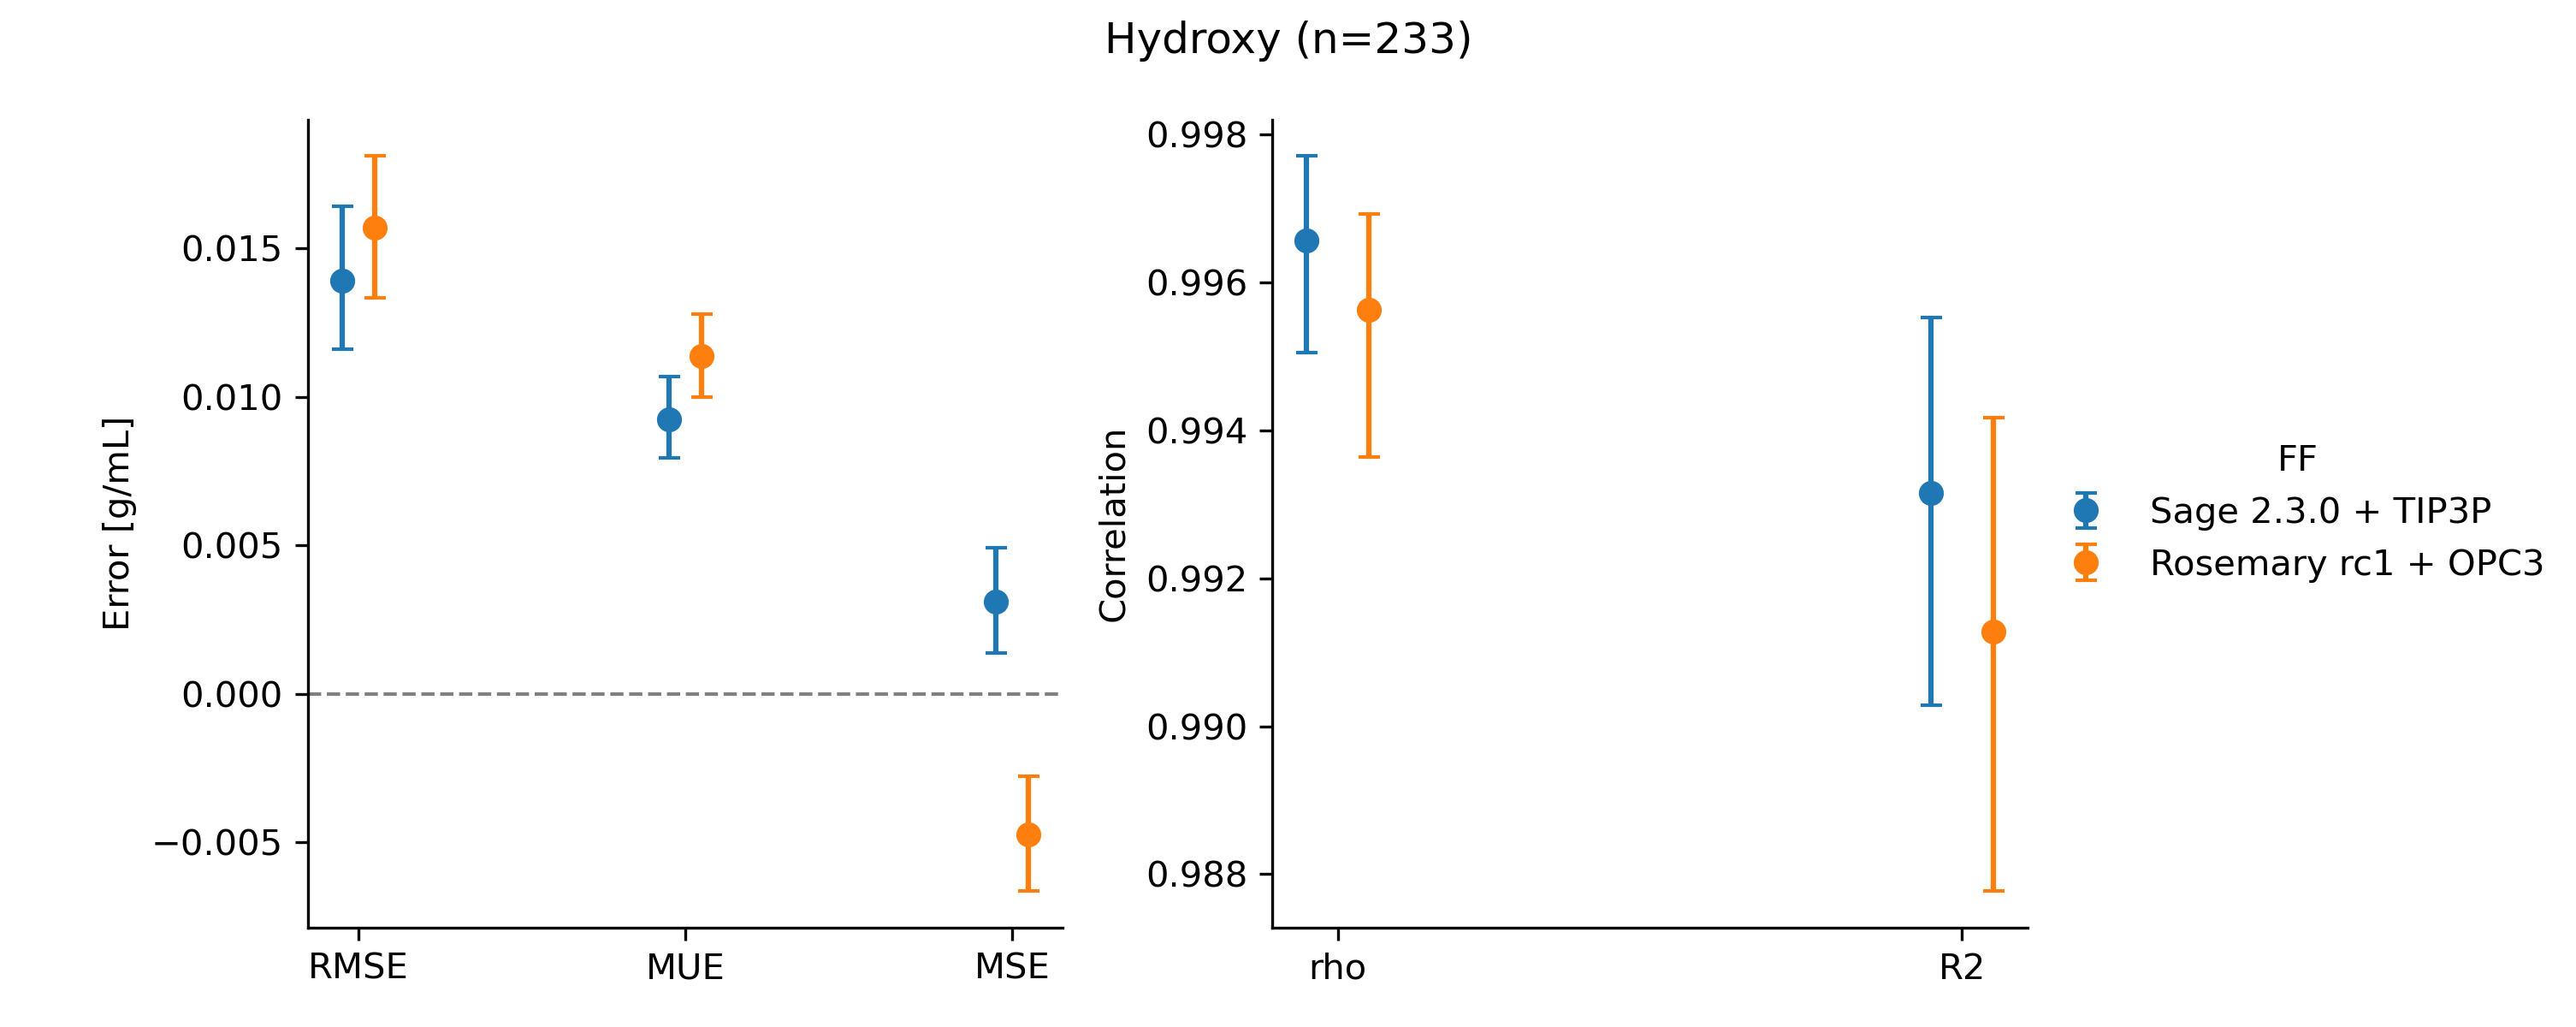 Hydroxy (n=233)
Error [g/mL]
0.015
0.010
0.005
0.000
−0.005
RMSE
MUE
MSE
Correlation
0.998
0.996
0.994
0.992
0.990
0.988
rho
R2
FF
Sage 2.3.0 + TIP3P
Rosemary rc1 + OPC3